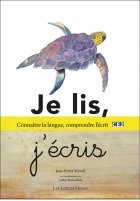 Je lis,
Connaître la langue, comprendre l'écrit CE2
j'écris
Jean-Pierre Terrail
Les Lettres bleues